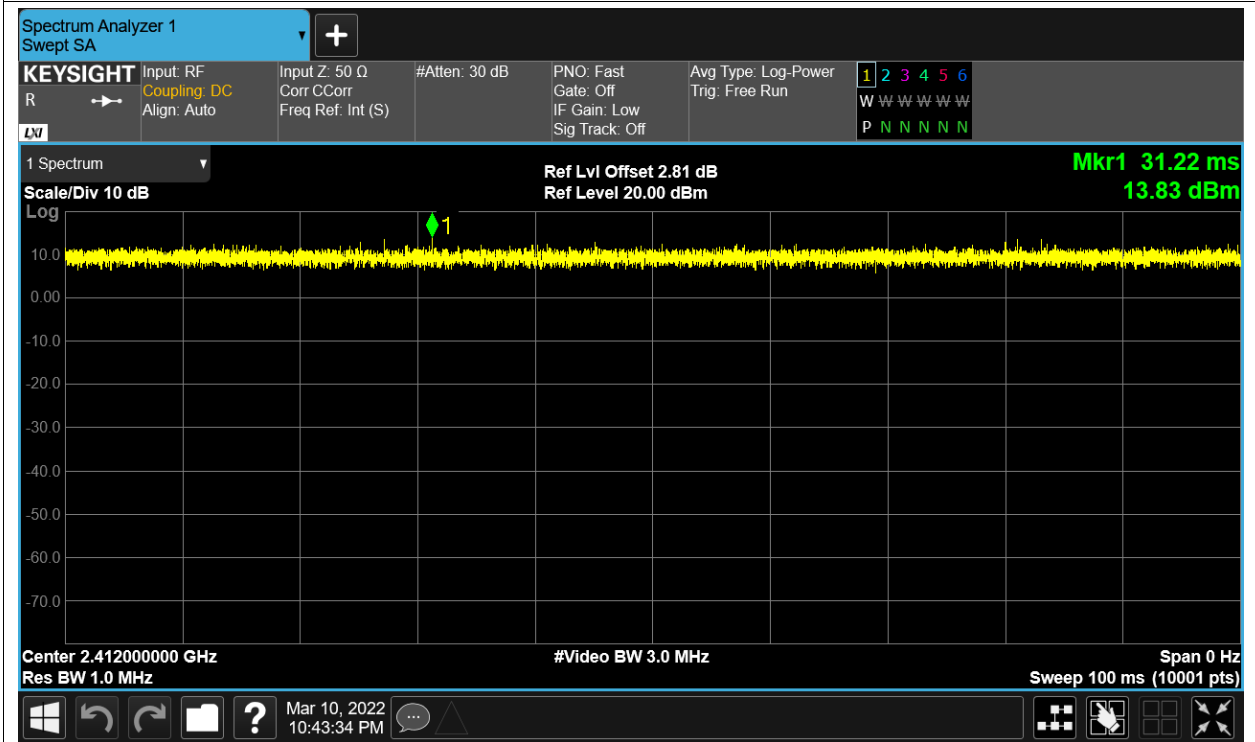 Spectrum Analyzer 1
Swept SA
+
KEYSIGHT
R
LXI
Input: RF
Coupling: DC
Align: Auto
Input Z: 50 Ω
Corr CCorr
Freq Ref: Int (S)
#Atten: 30 dB
PNO: Fast
Gate: Off
IF Gain: Low
Sig Track: Off
Avg Type: Log-Power
Trig: Free Run
1 2 3 4 5 6
W W W W W W
P N N N N N
1 Spectrum
Scale/Div 10 dB
Ref Lvl Offset 2.81 dB
Ref Level 20.00 dBm
Mkr1 31.22 ms
13.83 dBm
Log
1
10.0
0.00
-10.0
-20.0
-30.0
-40.0
-50.0
-60.0
-70.0
Center 2.412000000 GHz
#Video BW 3.0 MHz
Span 0 Hz
Res BW 1.0 MHz
Sweep 100 ms (10001 pts)
?
Mar 10, 2022
10:43:34 PM